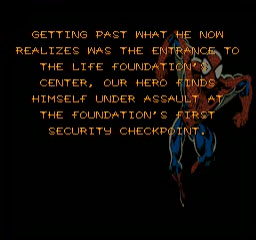 GETTING PAST WHAT HE NOW
REALIZES WAS THE ENTRANCE TO
THE LIFE FOUNDATION'S
CENTER, OUR HERO FINDS
HIMSELF UNDER ASSAULT AT
THE FOUNDATION'S FIRST
SECURITY CHECKPOINT.